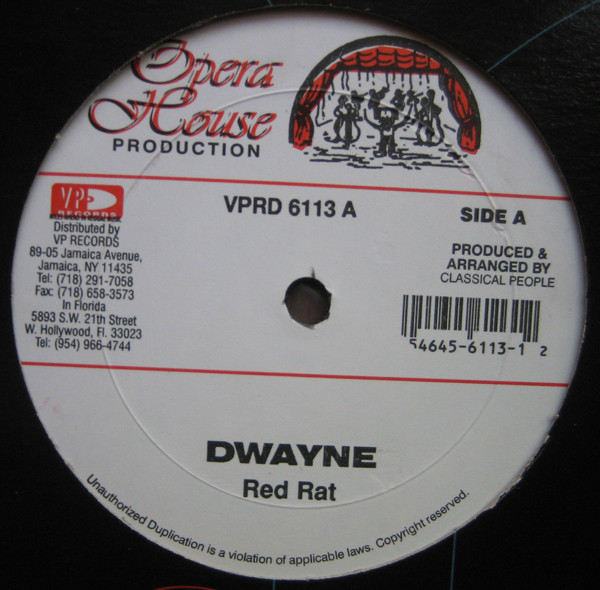 Opera
House
PRODUCTION
VP
RECORDS
Distributed by
VP RECORDS
89-05 Jamaica Avenue,
Jamaica, NY 11435
Tel: (718) 291-7058
Fax: (718) 658-3573
In Florida
5893 S.W. 21th Street
W. Hollywood, Fl. 33023
Tel: (954) 966-4744
VPRD 6113 A
SIDE A
PRODUCED &
ARRANGED BY
CLASSICAL PEOPLE
54645-6113-1 2
DWAYNE
Red Rat
Unauthorized Duplication is a violation of applicable laws. Copyright reserved.